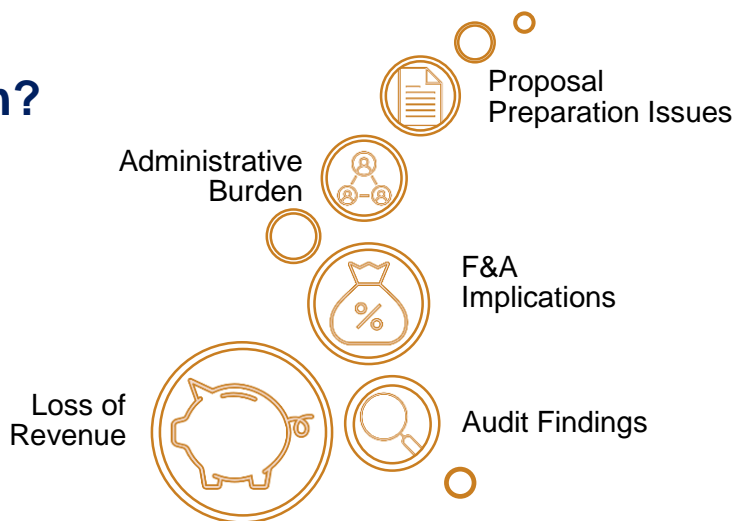 n?
Proposal
Preparation Issues
Administrative
Burden
F&A
Implications
%
Loss of
Revenue
Audit Findings